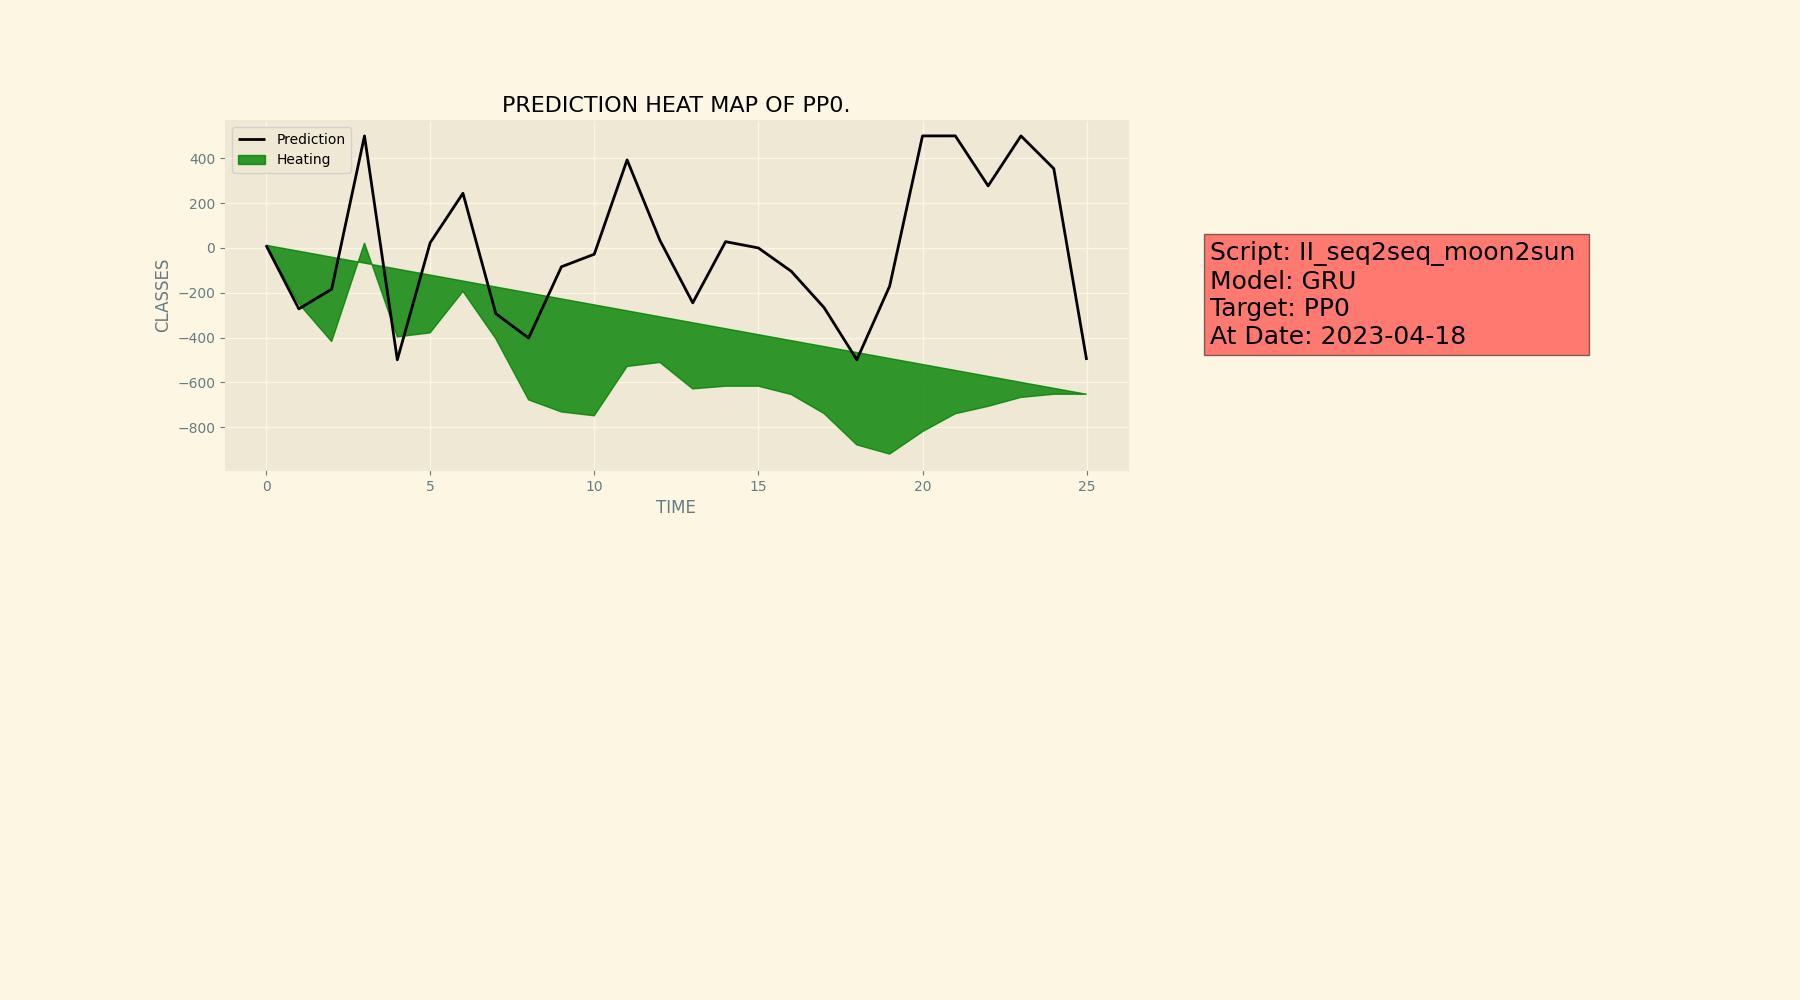 PREDICTION HEAT MAP OF PP0.
Prediction
Heating
400
200
0
−200
−400
−600
−800
CLASSES
0 5 10 15 20 25
TIME
Script: II_seq2seq_moon2sun
Model: GRU
Target: PP0
At Date: 2023-04-18